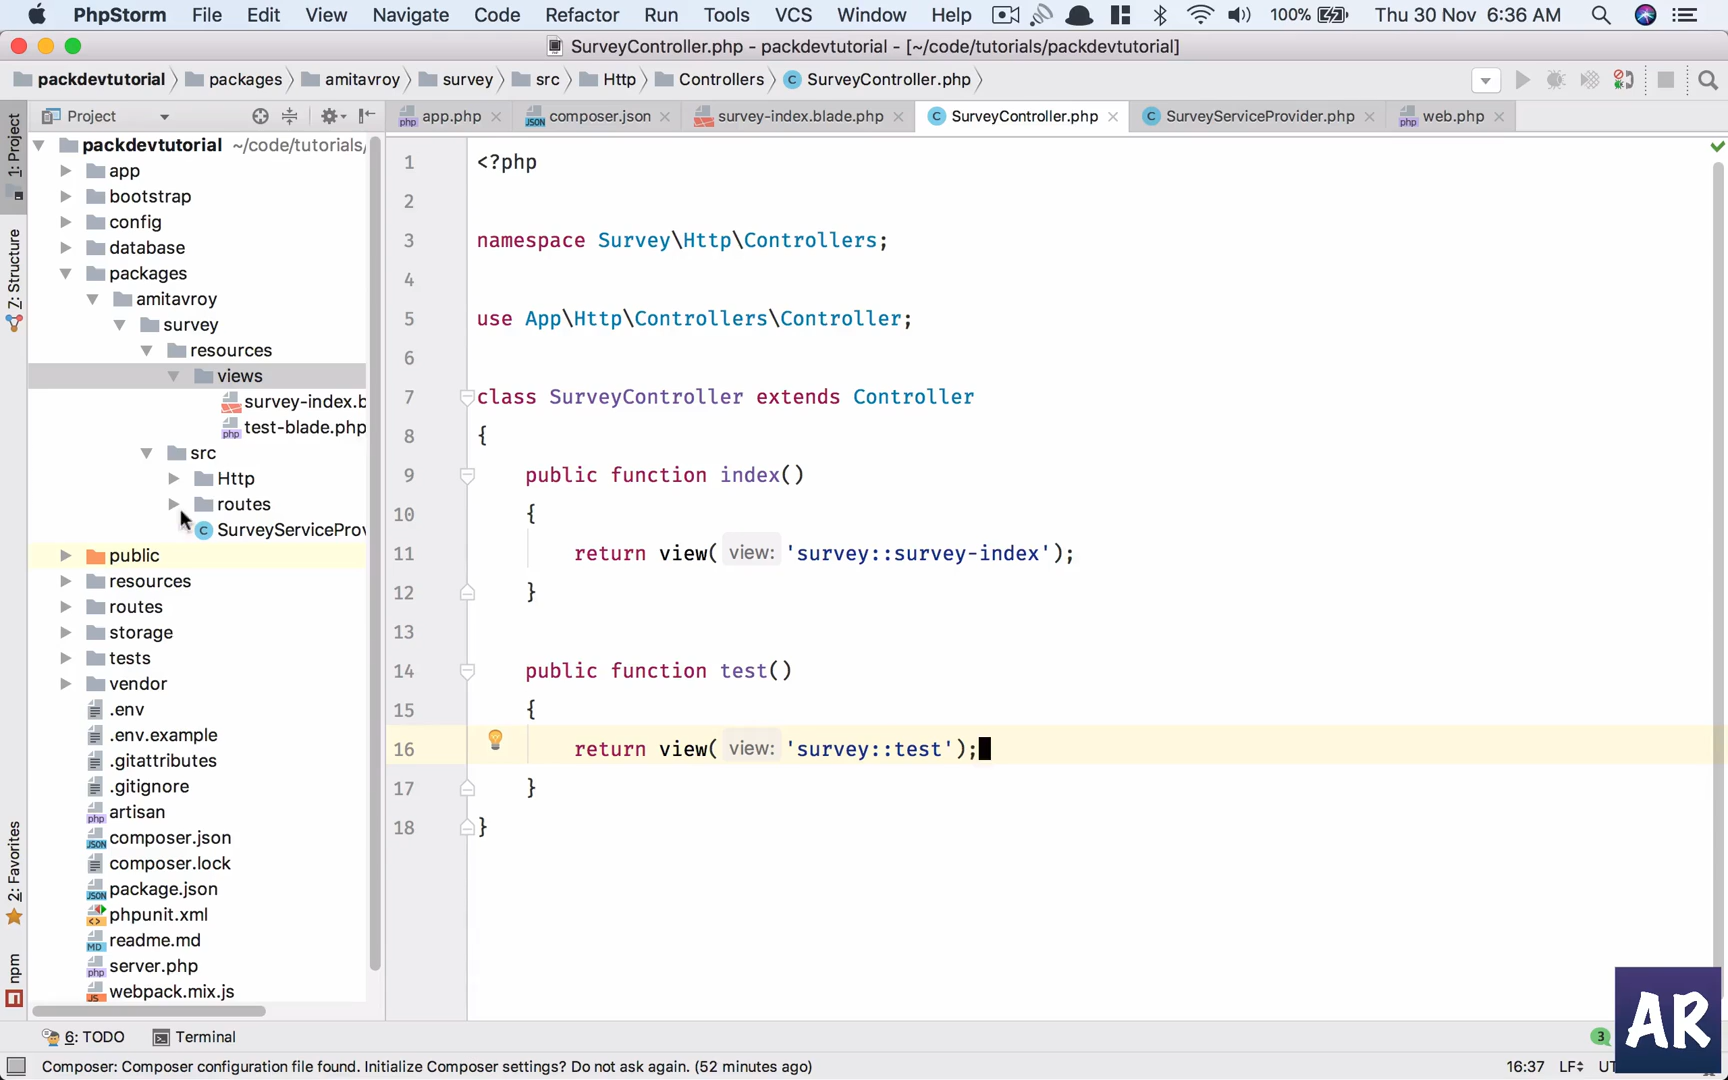 PhpStorm File Edit View Navigate Code Refactor Run Tools VCS Window Help 100% Thu 30 Nov 6:36 AM
SurveyController.php - packdevtutorial - [~/code/tutorials/packdevtutorial]
packdevtutorial packages amitavroy survey src Http Controllers SurveyController.php
Project
app.php composer.json survey-index.blade.php SurveyController.php SurveyServiceProvider.php web.php
1: Project
7: Structure
2: Favorites
npm
packdevtutorial ~/code/tutorials/
app
bootstrap
config
database
packages
amitavroy
survey
resources
views
survey-index.b
test-blade.php
src
Http
routes
SurveyServiceProv
public
resources
routes
storage
tests
vendor
.env
.env.example
.gitattributes
.gitignore
artisan
composer.json
composer.lock
package.json
phpunit.xml
readme.md
server.php
webpack.mix.js
1 <?php
2
3 namespace Survey\Http\Controllers;
4
5 use App\Http\Controllers\Controller;
6
7 class SurveyController extends Controller
8 {
9 public function index()
10 {
11 return view( view: 'survey::survey-index');
12 }
13
14 public function test()
15 {
16 return view( view: 'survey::test');
17 }
18 }
6: TODO Terminal 3
Composer: Composer configuration file found. Initialize Composer settings? Do not ask again. (52 minutes ago) 16:37 LF
AR